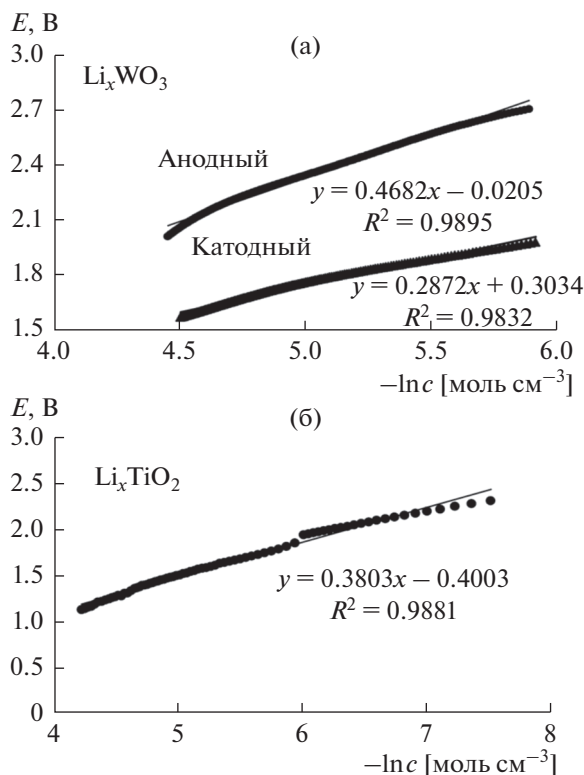 E, В
(а)
3.0
LiₓWO₃
2.7
Анодный
2.4
y = 0.4682x − 0.0205
R² = 0.9895
2.1
Катодный
1.8
y = 0.2872x + 0.3034
R² = 0.9832
1.5
4.0 4.5 5.0 5.5 6.0
−ln c [моль см⁻³]
E, В
(б)
3.0
LiₓTiO₂
2.5
2.0
1.5
y = 0.3803x − 0.4003
R² = 0.9881
1.0
0.5
0
4 5 6 7 8
−ln c [моль см⁻³]